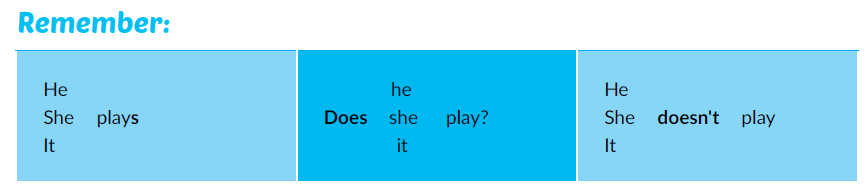 Remember:
He
She plays
It
he
Does she play?
it
He
She doesn't play
It